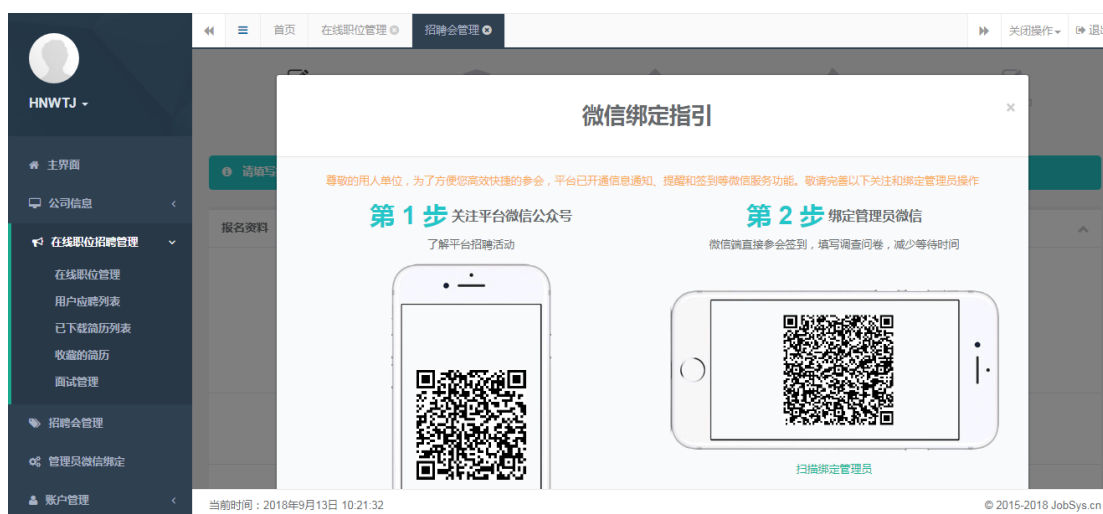 首页
在线职位管理
招聘会管理
关闭操作
HNWTJ
主界面
公司信息
在线职位招聘管理
在线职位管理
用户应聘列表
已下载简历列表
收藏的简历
面试管理
招聘会管理
管理员微信绑定
账户管理
请填写
报名资料
微信绑定指引
×
尊敬的用人单位，为了方便您高效快捷的参会，平台已开通信息通知、提醒和签到等微信服务功能。敬请完善以下关注和绑定管理员操作
第 1 步 关注平台微信公众号
了解平台招聘活动
第 2 步 绑定管理员微信
微信端直接参会签到，填写调查问卷，减少等待时间
扫描绑定管理员
当前时间：2018年9月13日 10:21:32
© 2015-2018 JobSys.cn